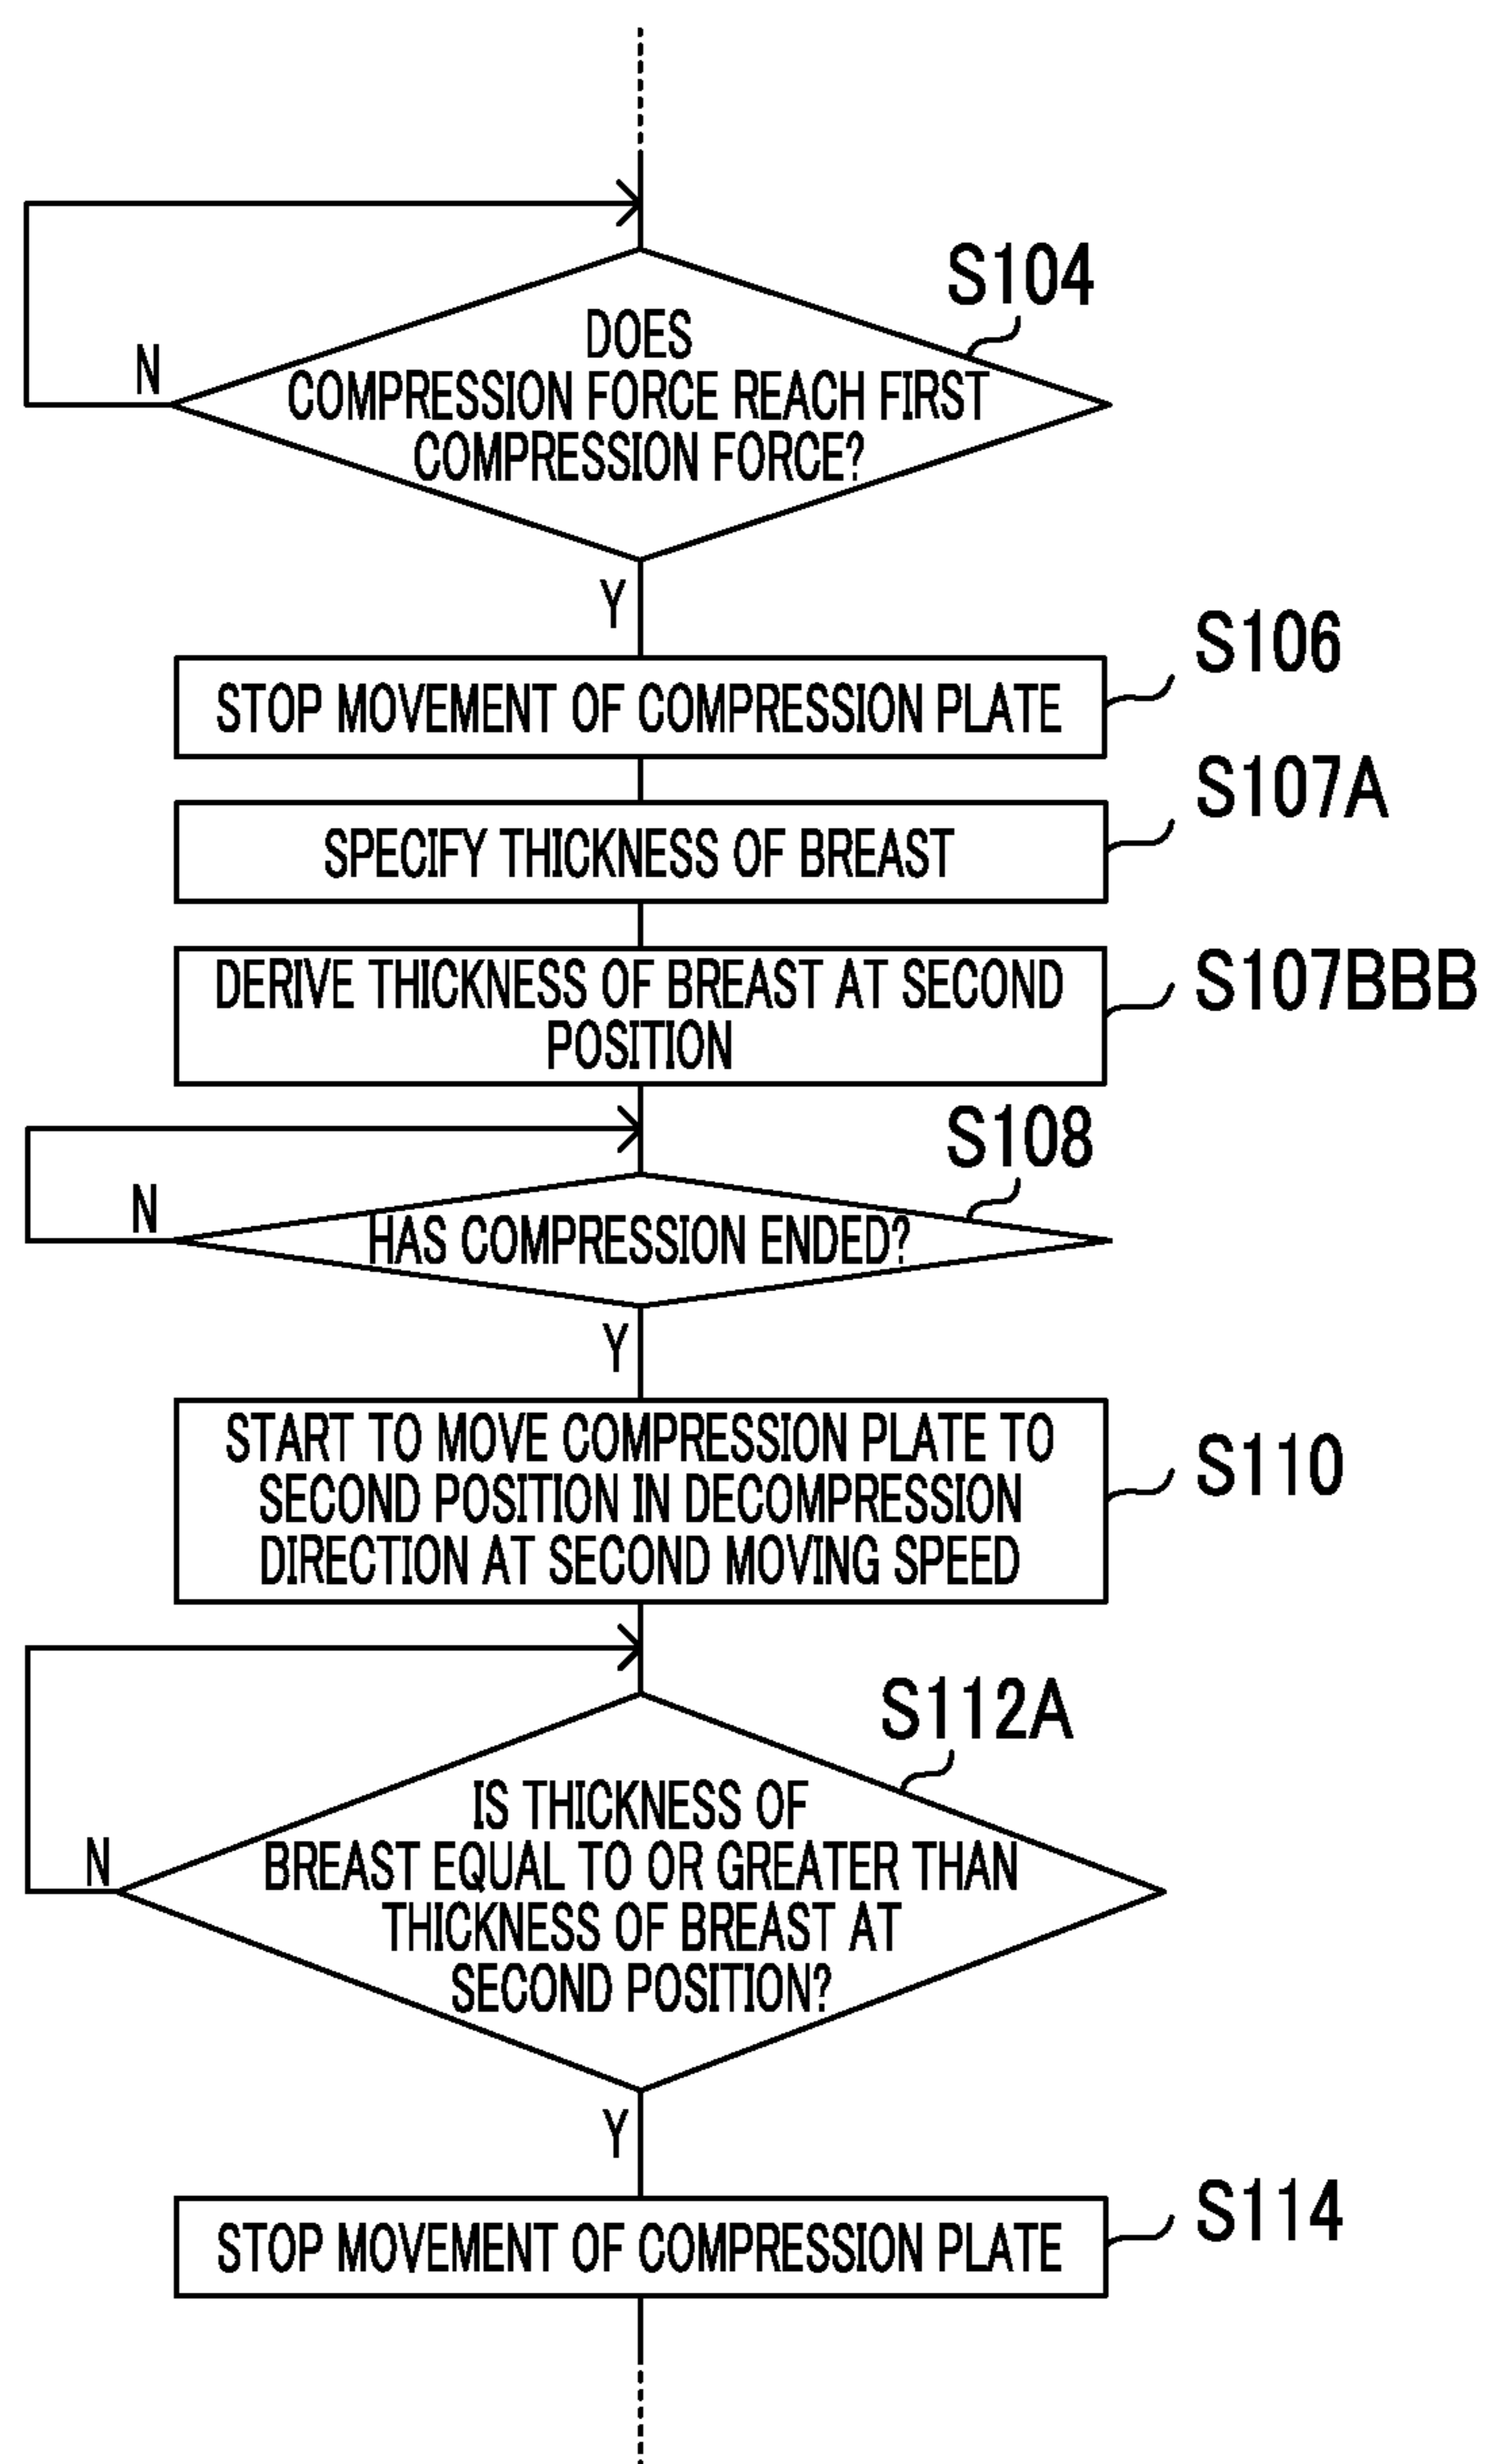 S104
DOES
COMPRESSION FORCE REACH FIRST
COMPRESSION FORCE?
N
Y
S106
STOP MOVEMENT OF COMPRESSION PLATE
S107A
SPECIFY THICKNESS OF BREAST
S107BBB
DERIVE THICKNESS OF BREAST AT SECOND
POSITION
S108
N
HAS COMPRESSION ENDED?
Y
START TO MOVE COMPRESSION PLATE TO
SECOND POSITION IN DECOMPRESSION
DIRECTION AT SECOND MOVING SPEED
S110
S112A
IS THICKNESS OF
BREAST EQUAL TO OR GREATER THAN
THICKNESS OF BREAST AT
SECOND POSITION?
N
Y
S114
STOP MOVEMENT OF COMPRESSION PLATE